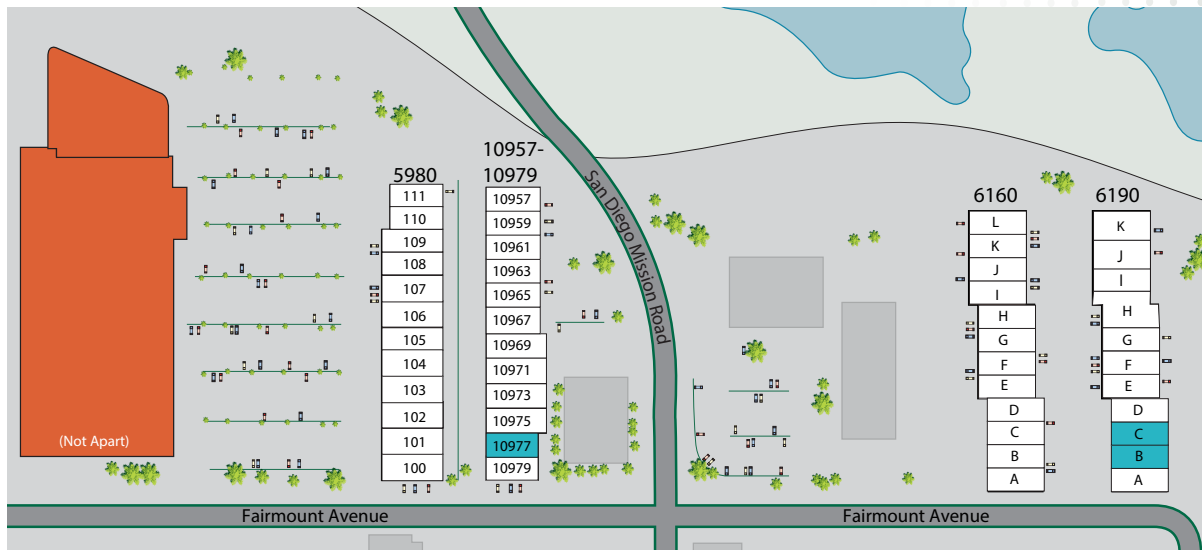 10957-
10979
5980
111
110
109
108
107
106
105
104
103
102
101
100
10957
10959
10961
10963
10965
10967
10969
10971
10973
10975
10977
10979
San Diego Mission Road
6160
L
K
J
I
H
G
F
E
D
C
B
A
6190
K
J
I
H
G
F
E
D
C
B
A
(Not Apart)
Fairmount Avenue
Fairmount Avenue